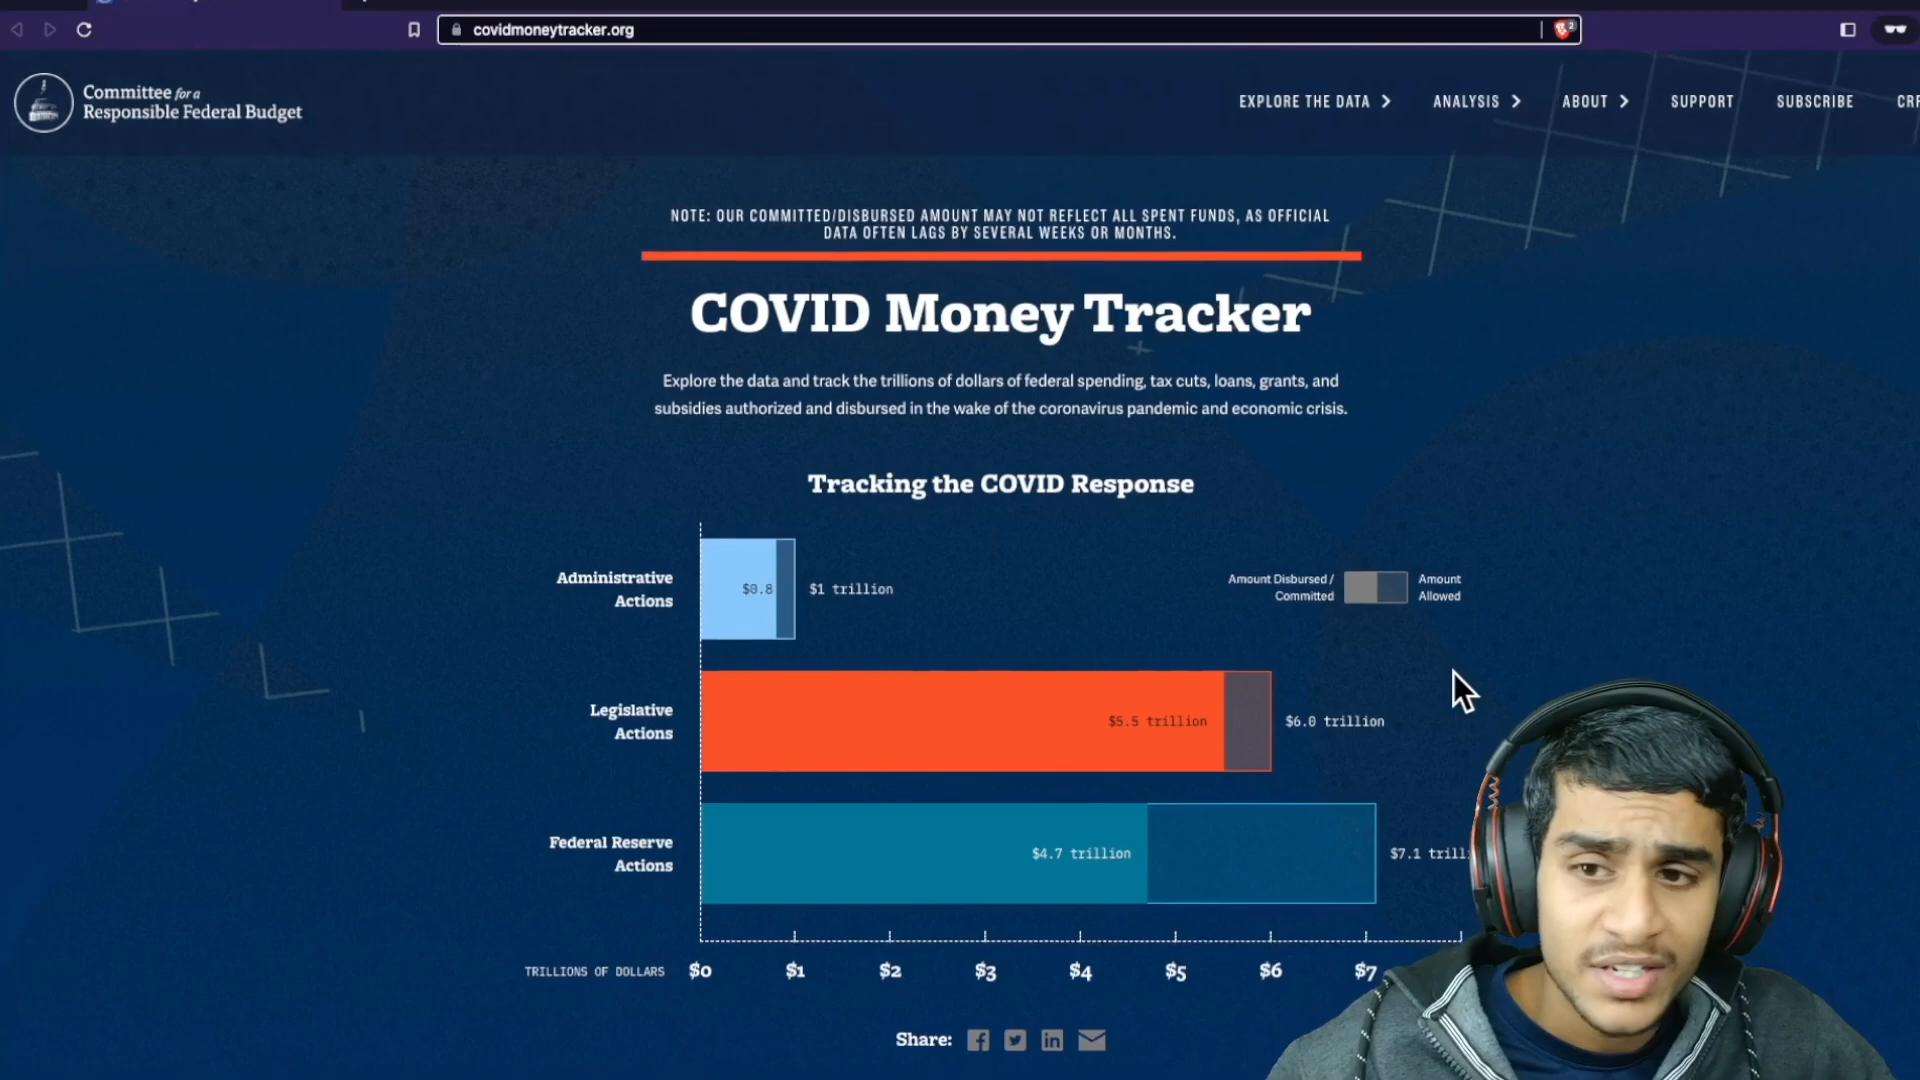 covidmoneytracker.org
2
Committee for a
Responsible Federal Budget
EXPLORE THE DATA
ANALYSIS
ABOUT
SUPPORT
SUBSCRIBE
NOTE: OUR COMMITTED/DISBURSED AMOUNT MAY NOT REFLECT ALL SPENT FUNDS, AS OFFICIAL
DATA OFTEN LAGS BY SEVERAL WEEKS OR MONTHS.
COVID Money Tracker
Explore the data and track the trillions of dollars of federal spending, tax cuts, loans, grants, and
subsidies authorized and disbursed in the wake of the coronavirus pandemic and economic crisis.
Tracking the COVID Response
Administrative
Actions
$0.8
$1 trillion
Amount Disbursed /
Committed
Amount
Allowed
Legislative
Actions
$5.5 trillion
$6.0 trillion
Federal Reserve
Actions
$4.7 trillion
$7.1 trilli
TRILLIONS OF DOLLARS
$0
$1
$2
$3
$4
$5
$6
$7
Share: